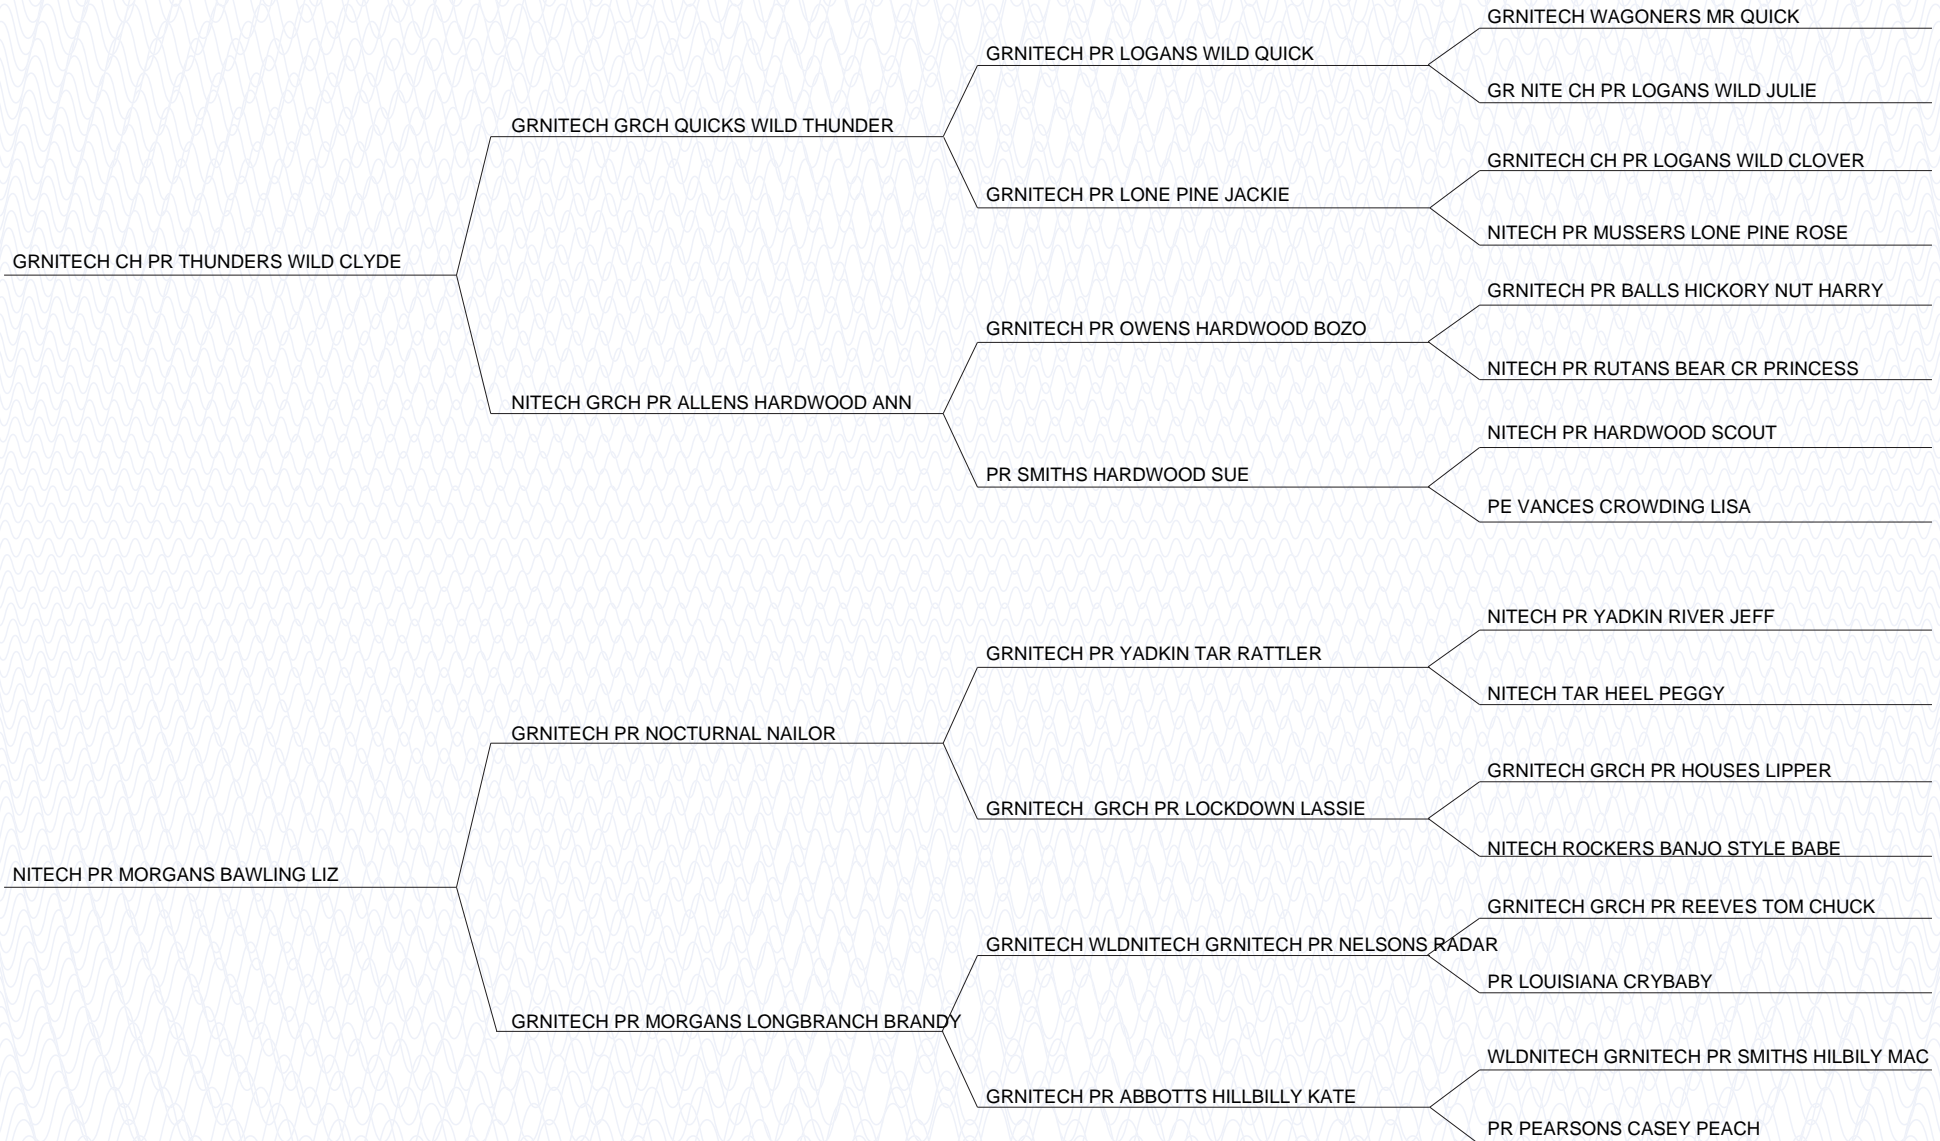 GRNITECH WAGONERS MR QUICK
GRNITECH PR LOGANS WILD QUICK
GR NITE CH PR LOGANS WILD JULIE
GRNITECH GRCH QUICKS WILD THUNDER
GRNITECH CH PR LOGANS WILD CLOVER
GRNITECH PR LONE PINE JACKIE
NITECH PR MUSSERS LONE PINE ROSE
GRNITECH CH PR THUNDERS WILD CLYDE
GRNITECH PR BALLS HICKORY NUT HARRY
GRNITECH PR OWENS HARDWOOD BOZO
NITECH PR RUTANS BEAR CR PRINCESS
NITECH GRCH PR ALLENS HARDWOOD ANN
NITECH PR HARDWOOD SCOUT
PR SMITHS HARDWOOD SUE
PE VANCES CROWDING LISA
NITECH PR YADKIN RIVER JEFF
GRNITECH PR YADKIN TAR RATTLER
NITECH TAR HEEL PEGGY
GRNITECH PR NOCTURNAL NAILOR
GRNITECH GRCH PR HOUSES LIPPER
GRNITECH  GRCH PR LOCKDOWN LASSIE
NITECH ROCKERS BANJO STYLE BABE
NITECH PR MORGANS BAWLING LIZ
GRNITECH GRCH PR REEVES TOM CHUCK
GRNITECH WLDNITECH GRNITECH PR NELSONS RADAR
PR LOUISIANA CRYBABY
GRNITECH PR MORGANS LONGBRANCH BRANDY
WLDNITECH GRNITECH PR SMITHS HILBILY MAC
GRNITECH PR ABBOTTS HILLBILLY KATE
PR PEARSONS CASEY PEACH